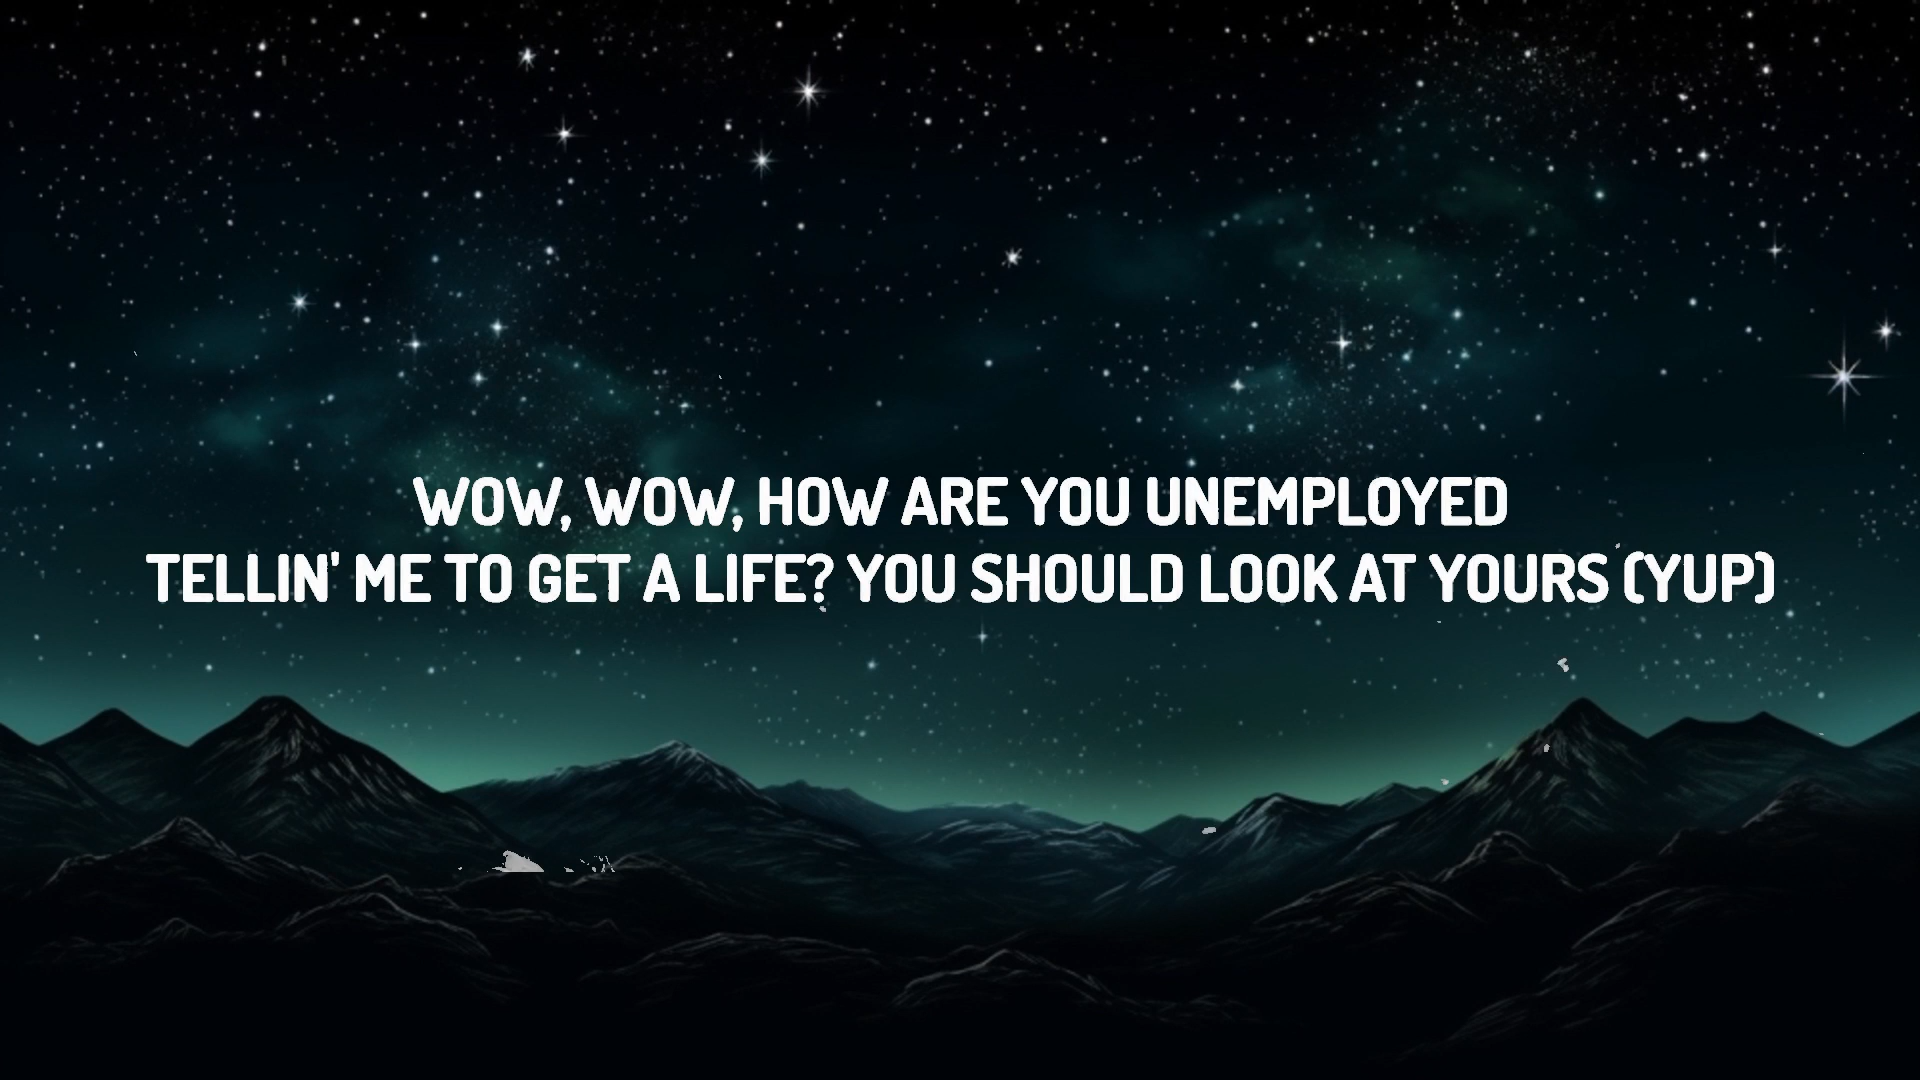 WOW, WOW, HOW ARE YOU UNEMPLOYED
TELLIN' ME TO GET A LIFE? YOU SHOULD LOOK AT YOURS (YUP)